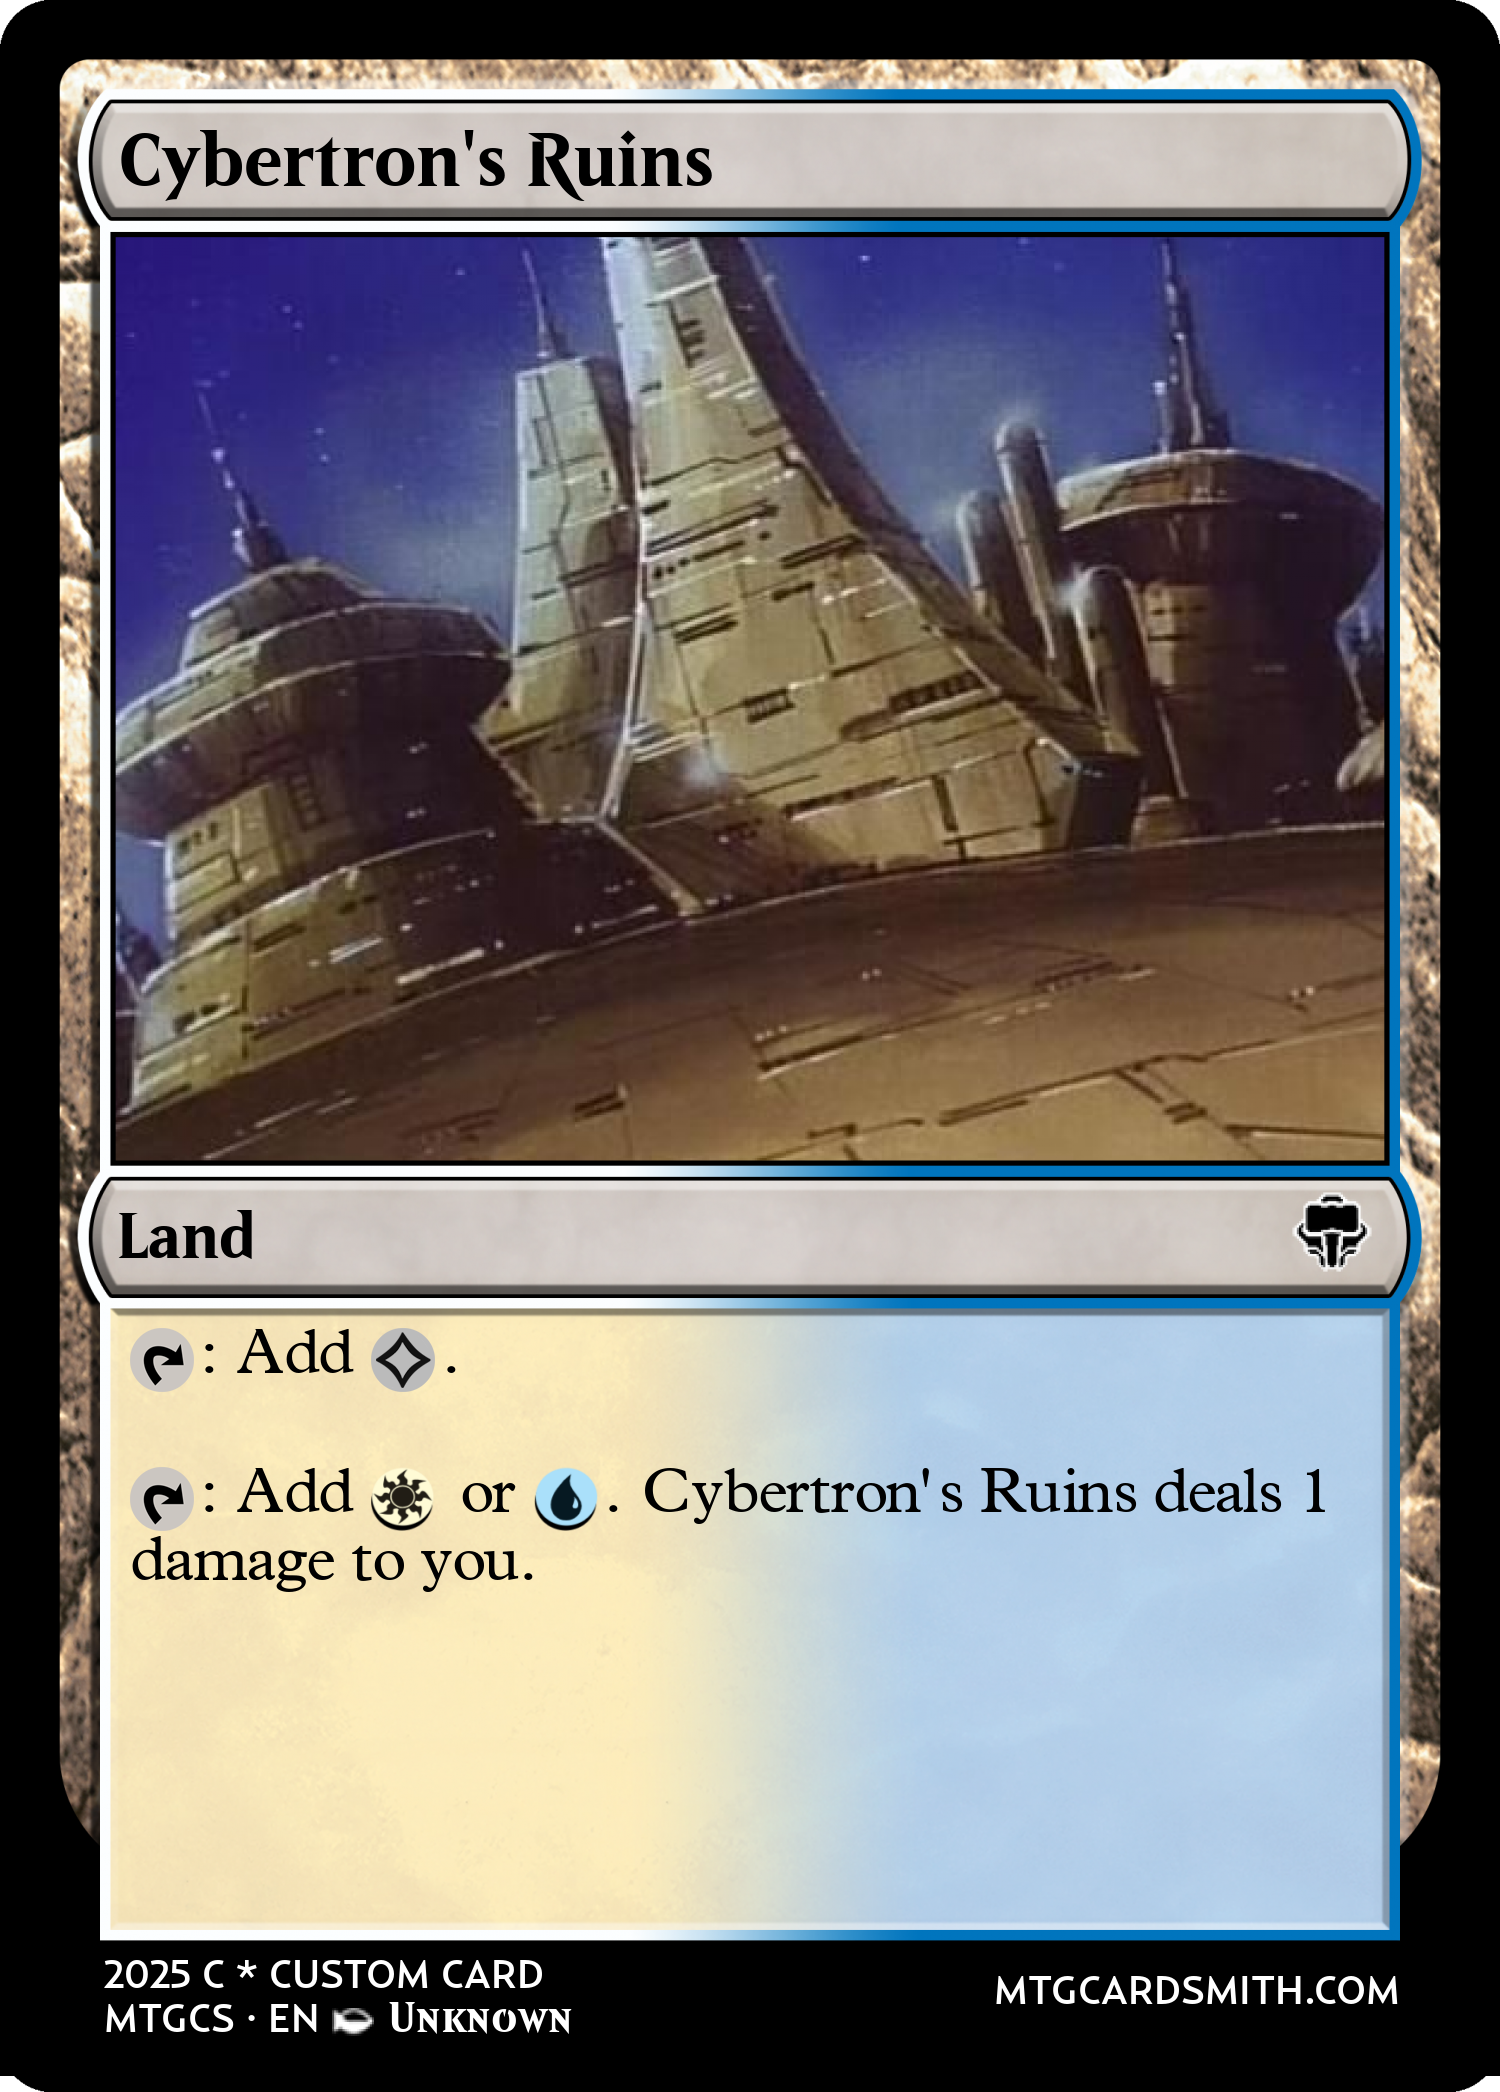 Cybertron's Ruins
Land
: Add .
: Add or . Cybertron's Ruins deals 1
damage to you.
2025 C * CUSTOM CARD
MTGCS · EN Unknown
MTGCARDSMITH.COM